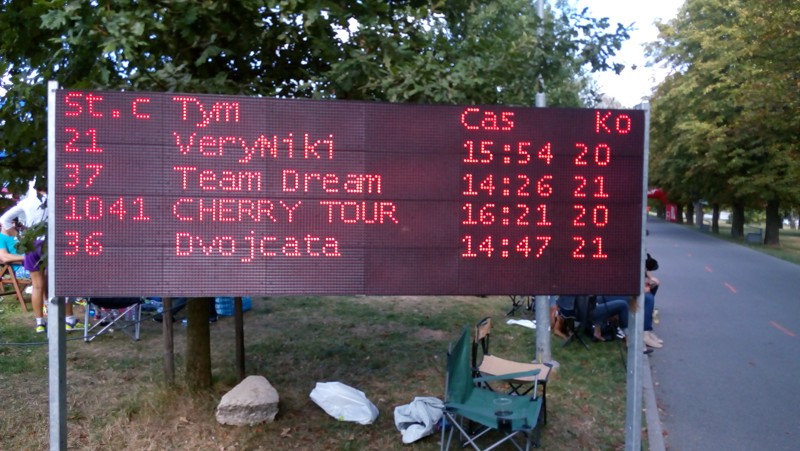 St.c Tym Cas Ko
21 VeryNiki 15:54 20
37 Team Dream 14:26 21
1041 CHERRY TOUR 16:21 20
36 Dvojcata 14:47 21